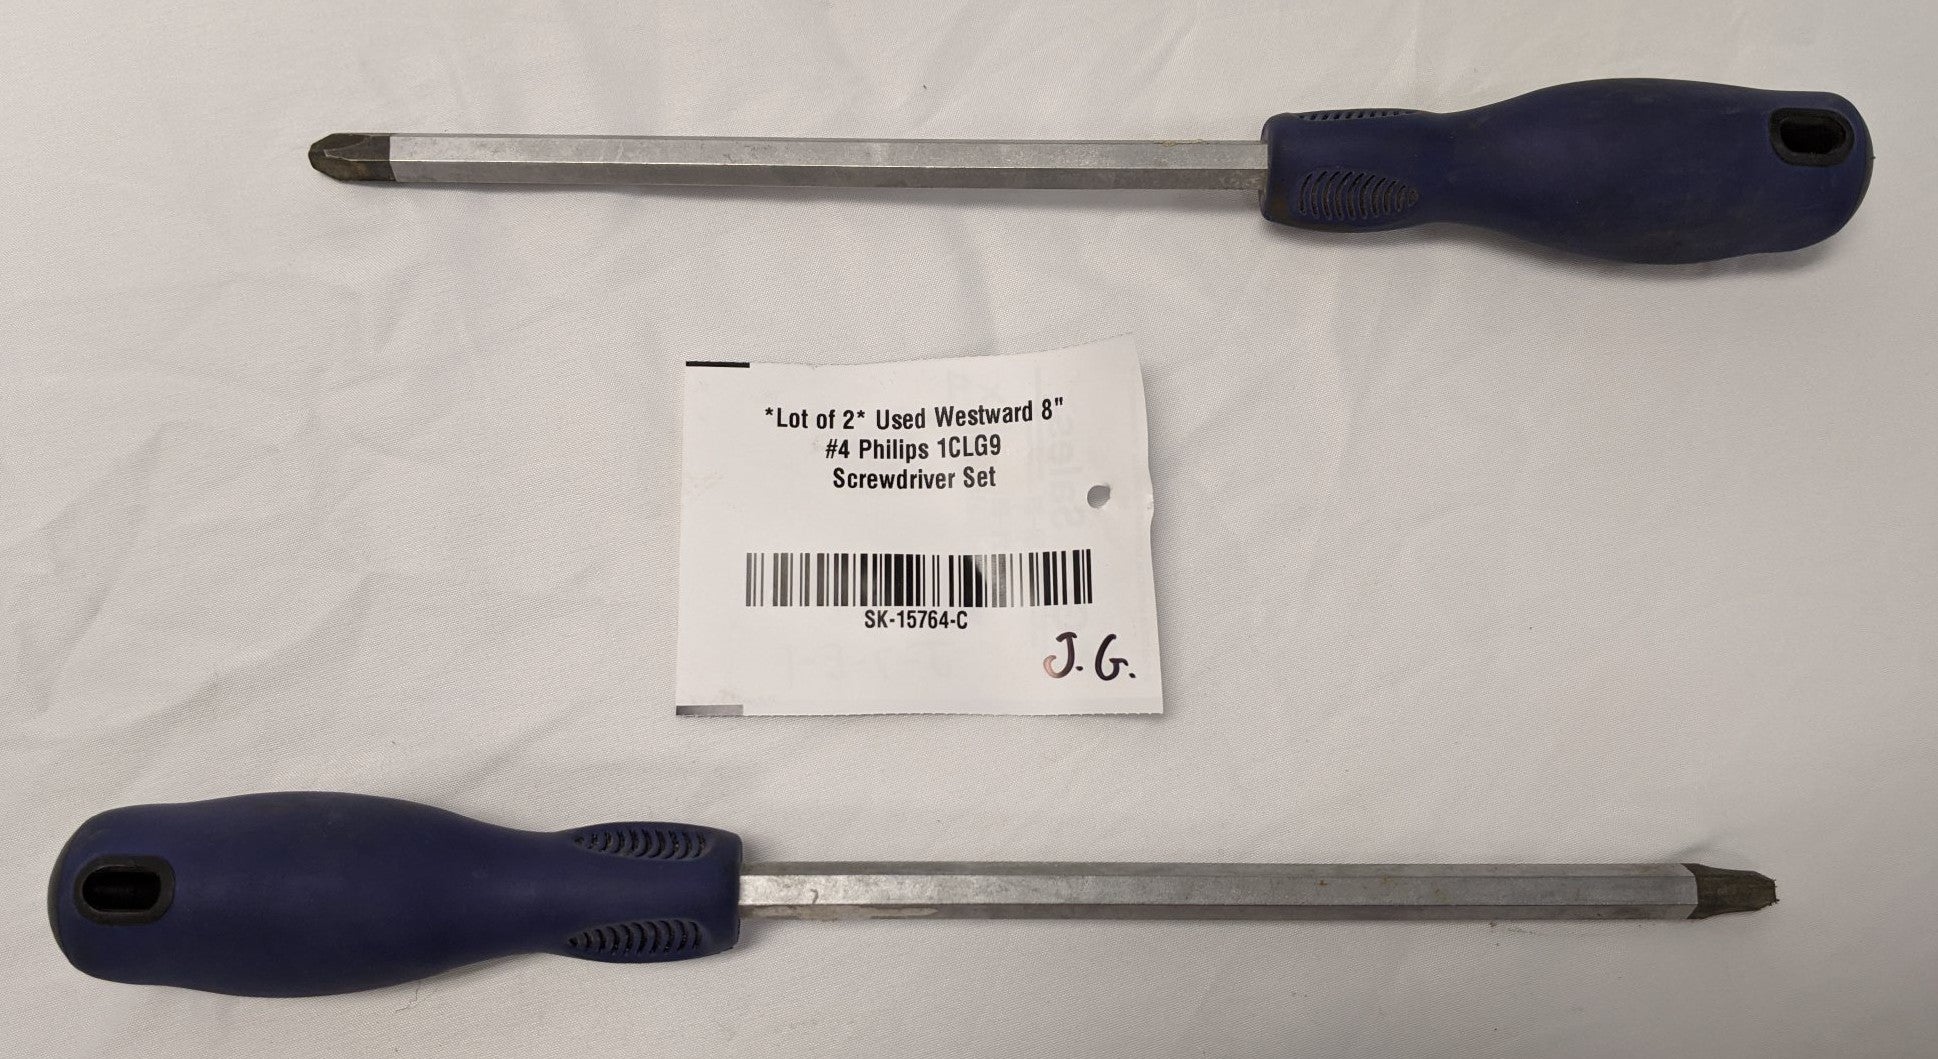 *Lot of 2* Used Westward 8"
#4 Philips 1CLG9
Screwdriver Set
SK-15764-C
J.G.